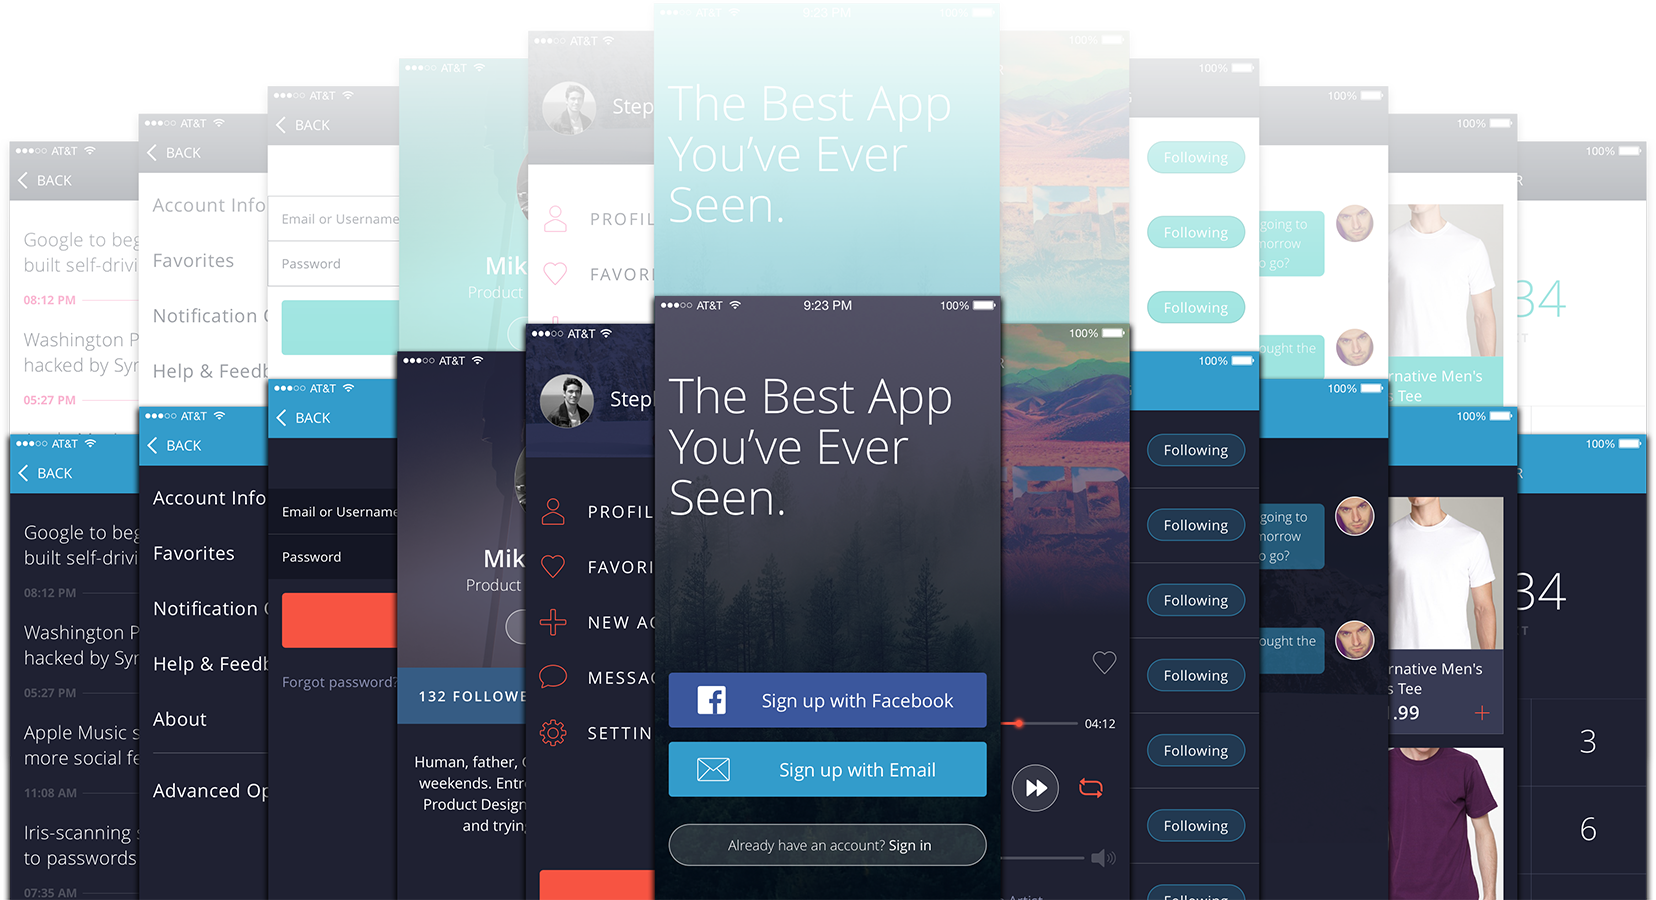 AT&T 9:23 PM 100%
The Best App
You've Ever
Seen.
AT&T
100%
Step
PROFIL
FAVORI
AT&T
100%
Mik
Product
Following
Following
Following
AT&T
BACK
100%
Email or Username
Password
going to
morrow
o go?
ought the
AT&T
BACK
100%
Account Info
Favorites
Notification
Help & Feedb
rnative Men's
s Tee
AT&T
BACK
100%
R
Google to beg
built self-drivi
08:12 PM
Washington P
hacked by Syr
05:27 PM
34
T
AT&T 9:23 PM 100%
The Best App
You've Ever
Seen.
Sign up with Facebook
Sign up with Email
Already have an account? Sign in
AT&T
100%
Step
PROFIL
FAVORI
NEW AC
MESSAG
SETTIN
04:12
Artist
AT&T
100%
Mik
Product
132 FOLLOWE
Human, father,
weekends. Entre
Product Design
and trying
Following
Following
Following
Following
Following
Following
Following
AT&T
BACK
100%
Email or Username
Password
Forgot password?
going to
morrow
o go?
ought the
AT&T
BACK
100%
Account Info
Favorites
Notification
Help & Feedb
About
Advanced Op
rnative Men's
s Tee
.99
AT&T
BACK
100%
R
Google to beg
built self-drivi
08:12 PM
Washington P
hacked by Syr
05:27 PM
Apple Music s
more social fe
11:08 AM
Iris-scanning s
to passwords
07:35 AM
34
T
3
6